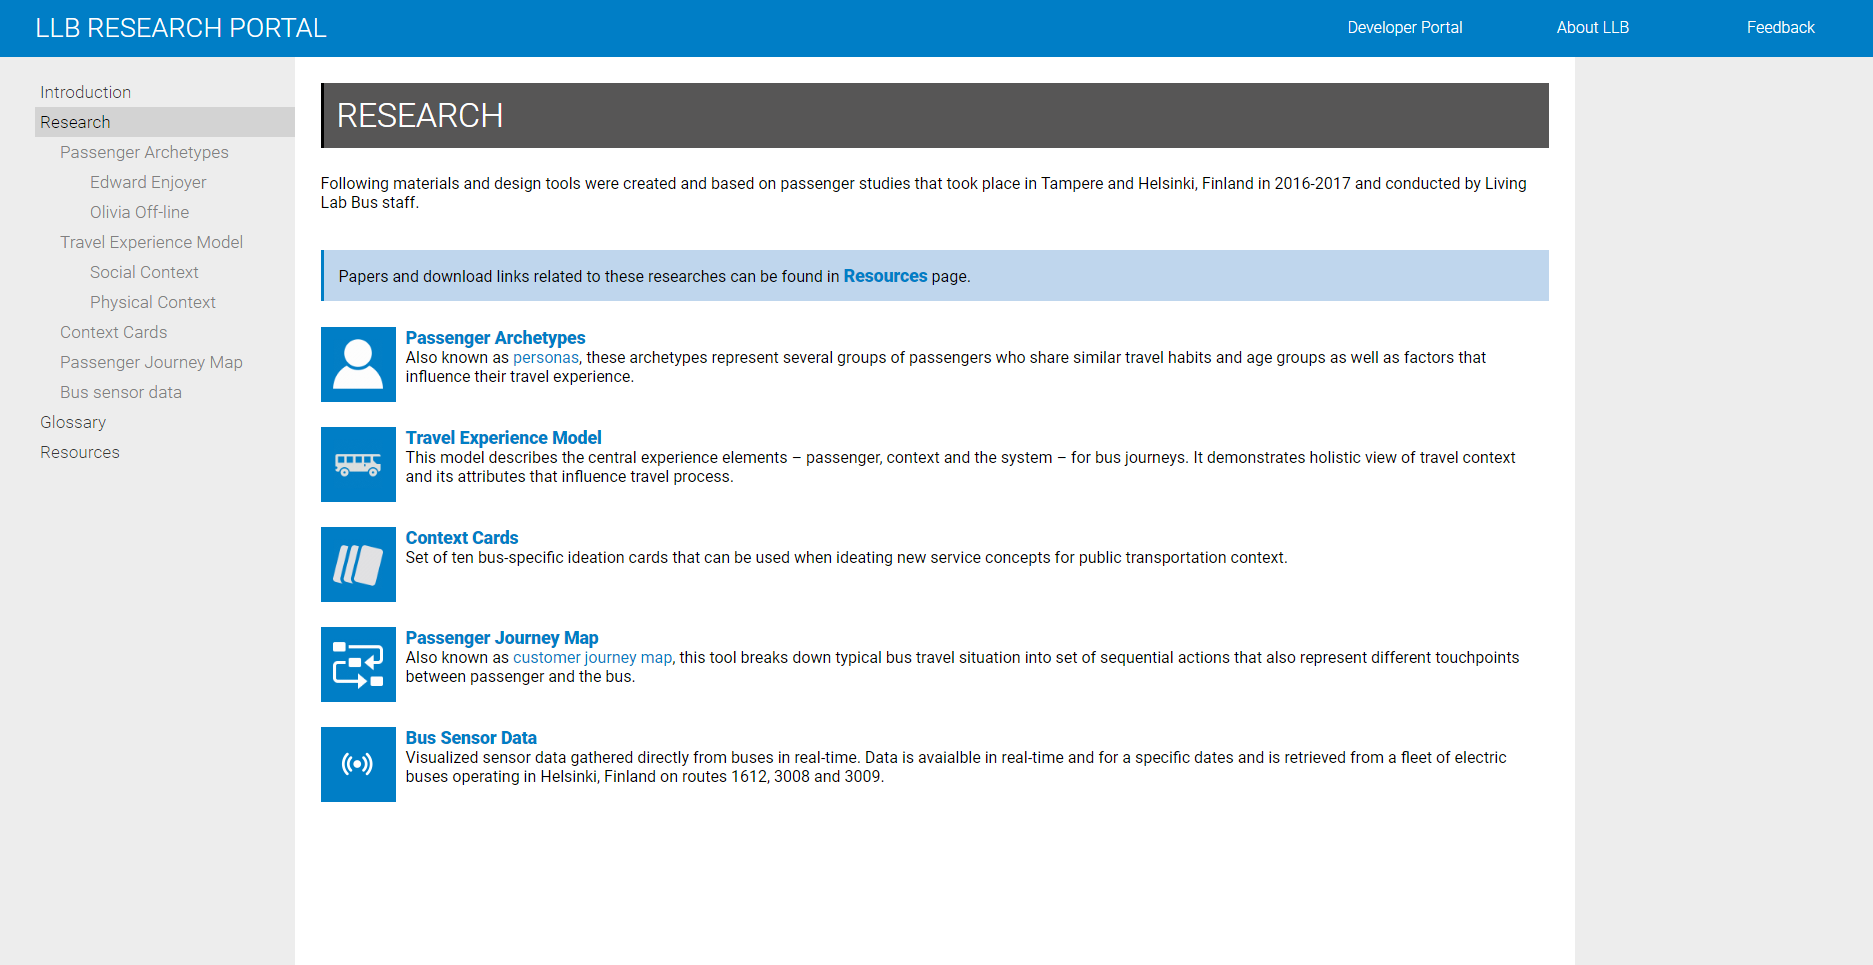 LLB RESEARCH PORTAL
Developer Portal
About LLB
Feedback
Introduction
Research
Passenger Archetypes
Edward Enjoyer
Olivia Off-line
Travel Experience Model
Social Context
Physical Context
Context Cards
Passenger Journey Map
Bus sensor data
Glossary
Resources
RESEARCH
Following materials and design tools were created and based on passenger studies that took place in Tampere and Helsinki, Finland in 2016-2017 and conducted by Living
Lab Bus staff.
Papers and download links related to these researches can be found in Resources page.
Passenger Archetypes
Also known as personas, these archetypes represent several groups of passengers who share similar travel habits and age groups as well as factors that
influence their travel experience.
Travel Experience Model
This model describes the central experience elements – passenger, context and the system – for bus journeys. It demonstrates holistic view of travel context
and its attributes that influence travel process.
Context Cards
Set of ten bus-specific ideation cards that can be used when ideating new service concepts for public transportation context.
Passenger Journey Map
Also known as customer journey map, this tool breaks down typical bus travel situation into set of sequential actions that also represent different touchpoints
between passenger and the bus.
Bus Sensor Data
Visualized sensor data gathered directly from buses in real-time. Data is avaialble in real-time and for a specific dates and is retrieved from a fleet of electric
buses operating in Helsinki, Finland on routes 1612, 3008 and 3009.